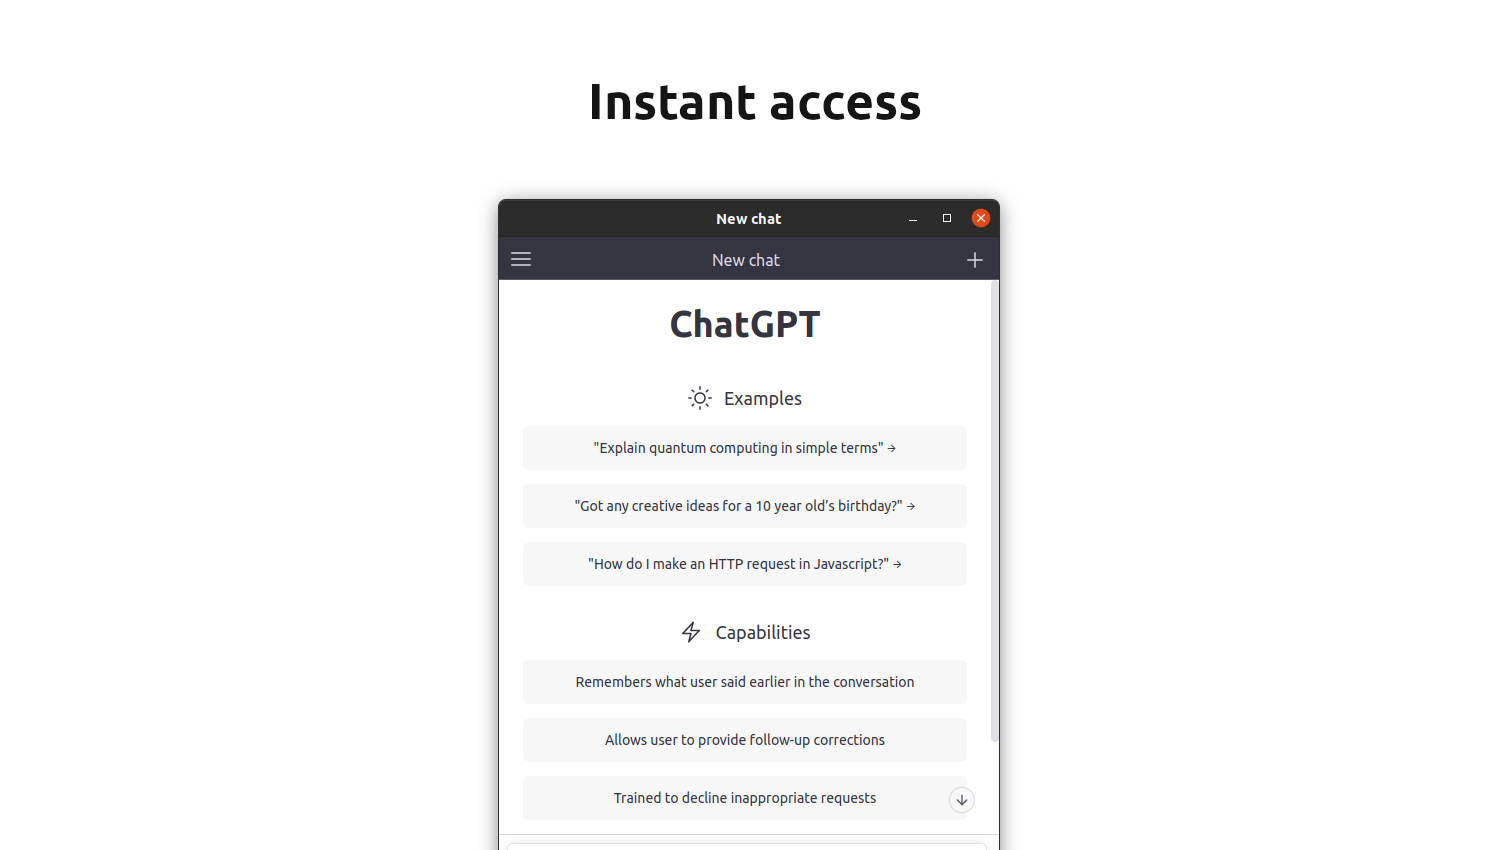 Instant access
New chat
New chat
ChatGPT
Examples
"Explain quantum computing in simple terms" →
"Got any creative ideas for a 10 year old’s birthday?" →
"How do I make an HTTP request in Javascript?" →
Capabilities
Remembers what user said earlier in the conversation
Allows user to provide follow-up corrections
Trained to decline inappropriate requests